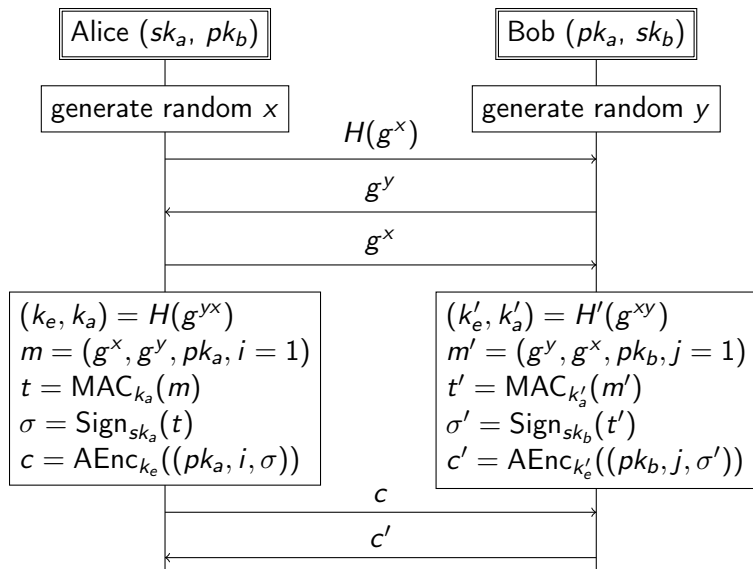 Alice (sk_a, pk_b)
Bob (pk_a, sk_b)
generate random x
generate random y
H(g^x)
g^y
g^x
(k_e, k_a) = H(g^{yx})
m = (g^x, g^y, pk_a, i = 1)
t = MAC_{k_a}(m)
σ = Sign_{sk_a}(t)
c = AEnc_{k_e}((pk_a, i, σ))
(k'_e, k'_a) = H'(g^{xy})
m' = (g^y, g^x, pk_b, j = 1)
t' = MAC_{k'_a}(m')
σ' = Sign_{sk_b}(t')
c' = AEnc_{k'_e}((pk_b, j, σ'))
c
c'